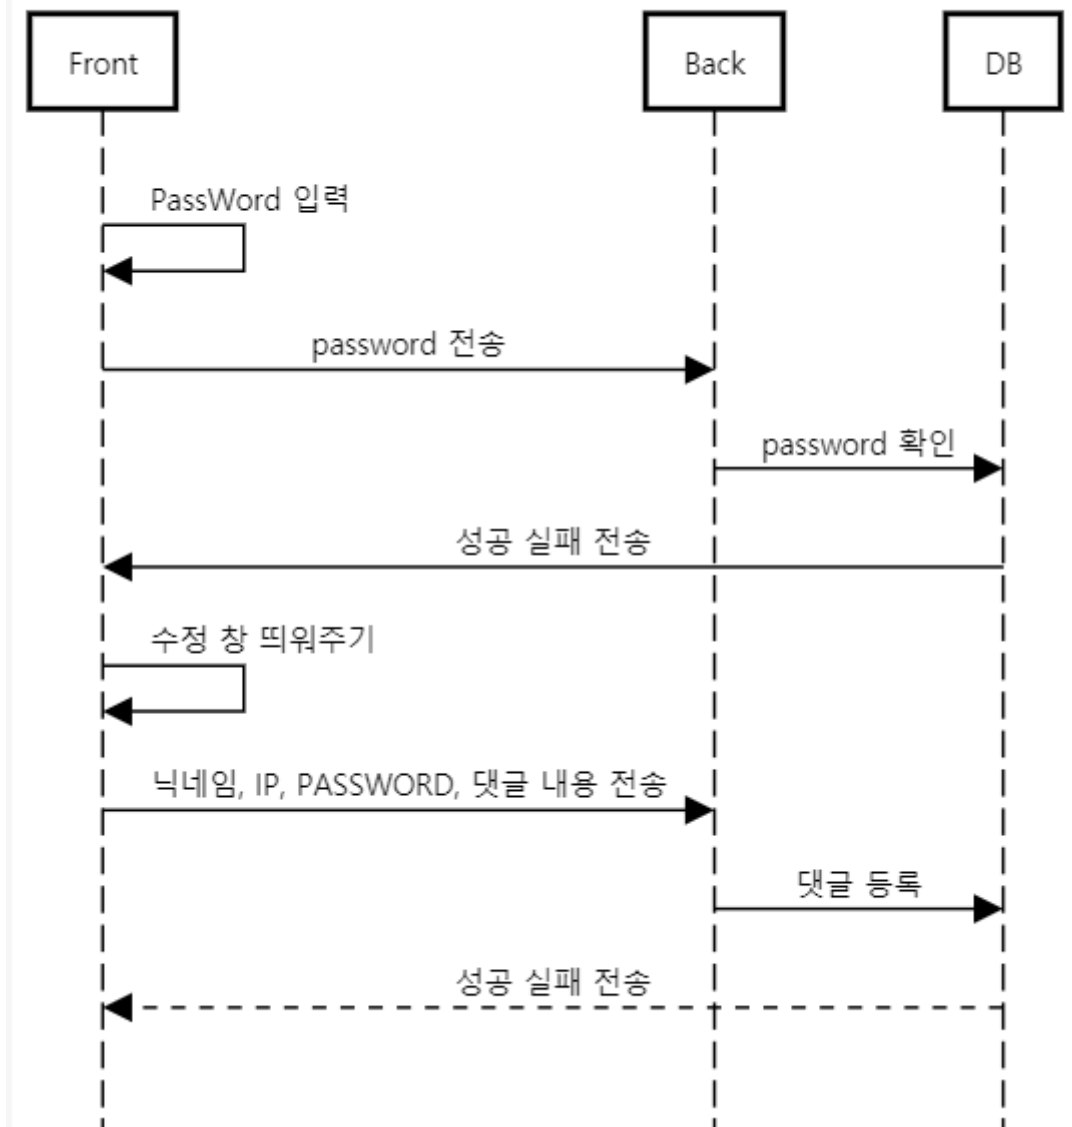 Front
Back
DB
PassWord 입력
password 전송
password 확인
성공 실패 전송
수정 창 띄워주기
닉네임, IP, PASSWORD, 댓글 내용 전송
댓글 등록
성공 실패 전송